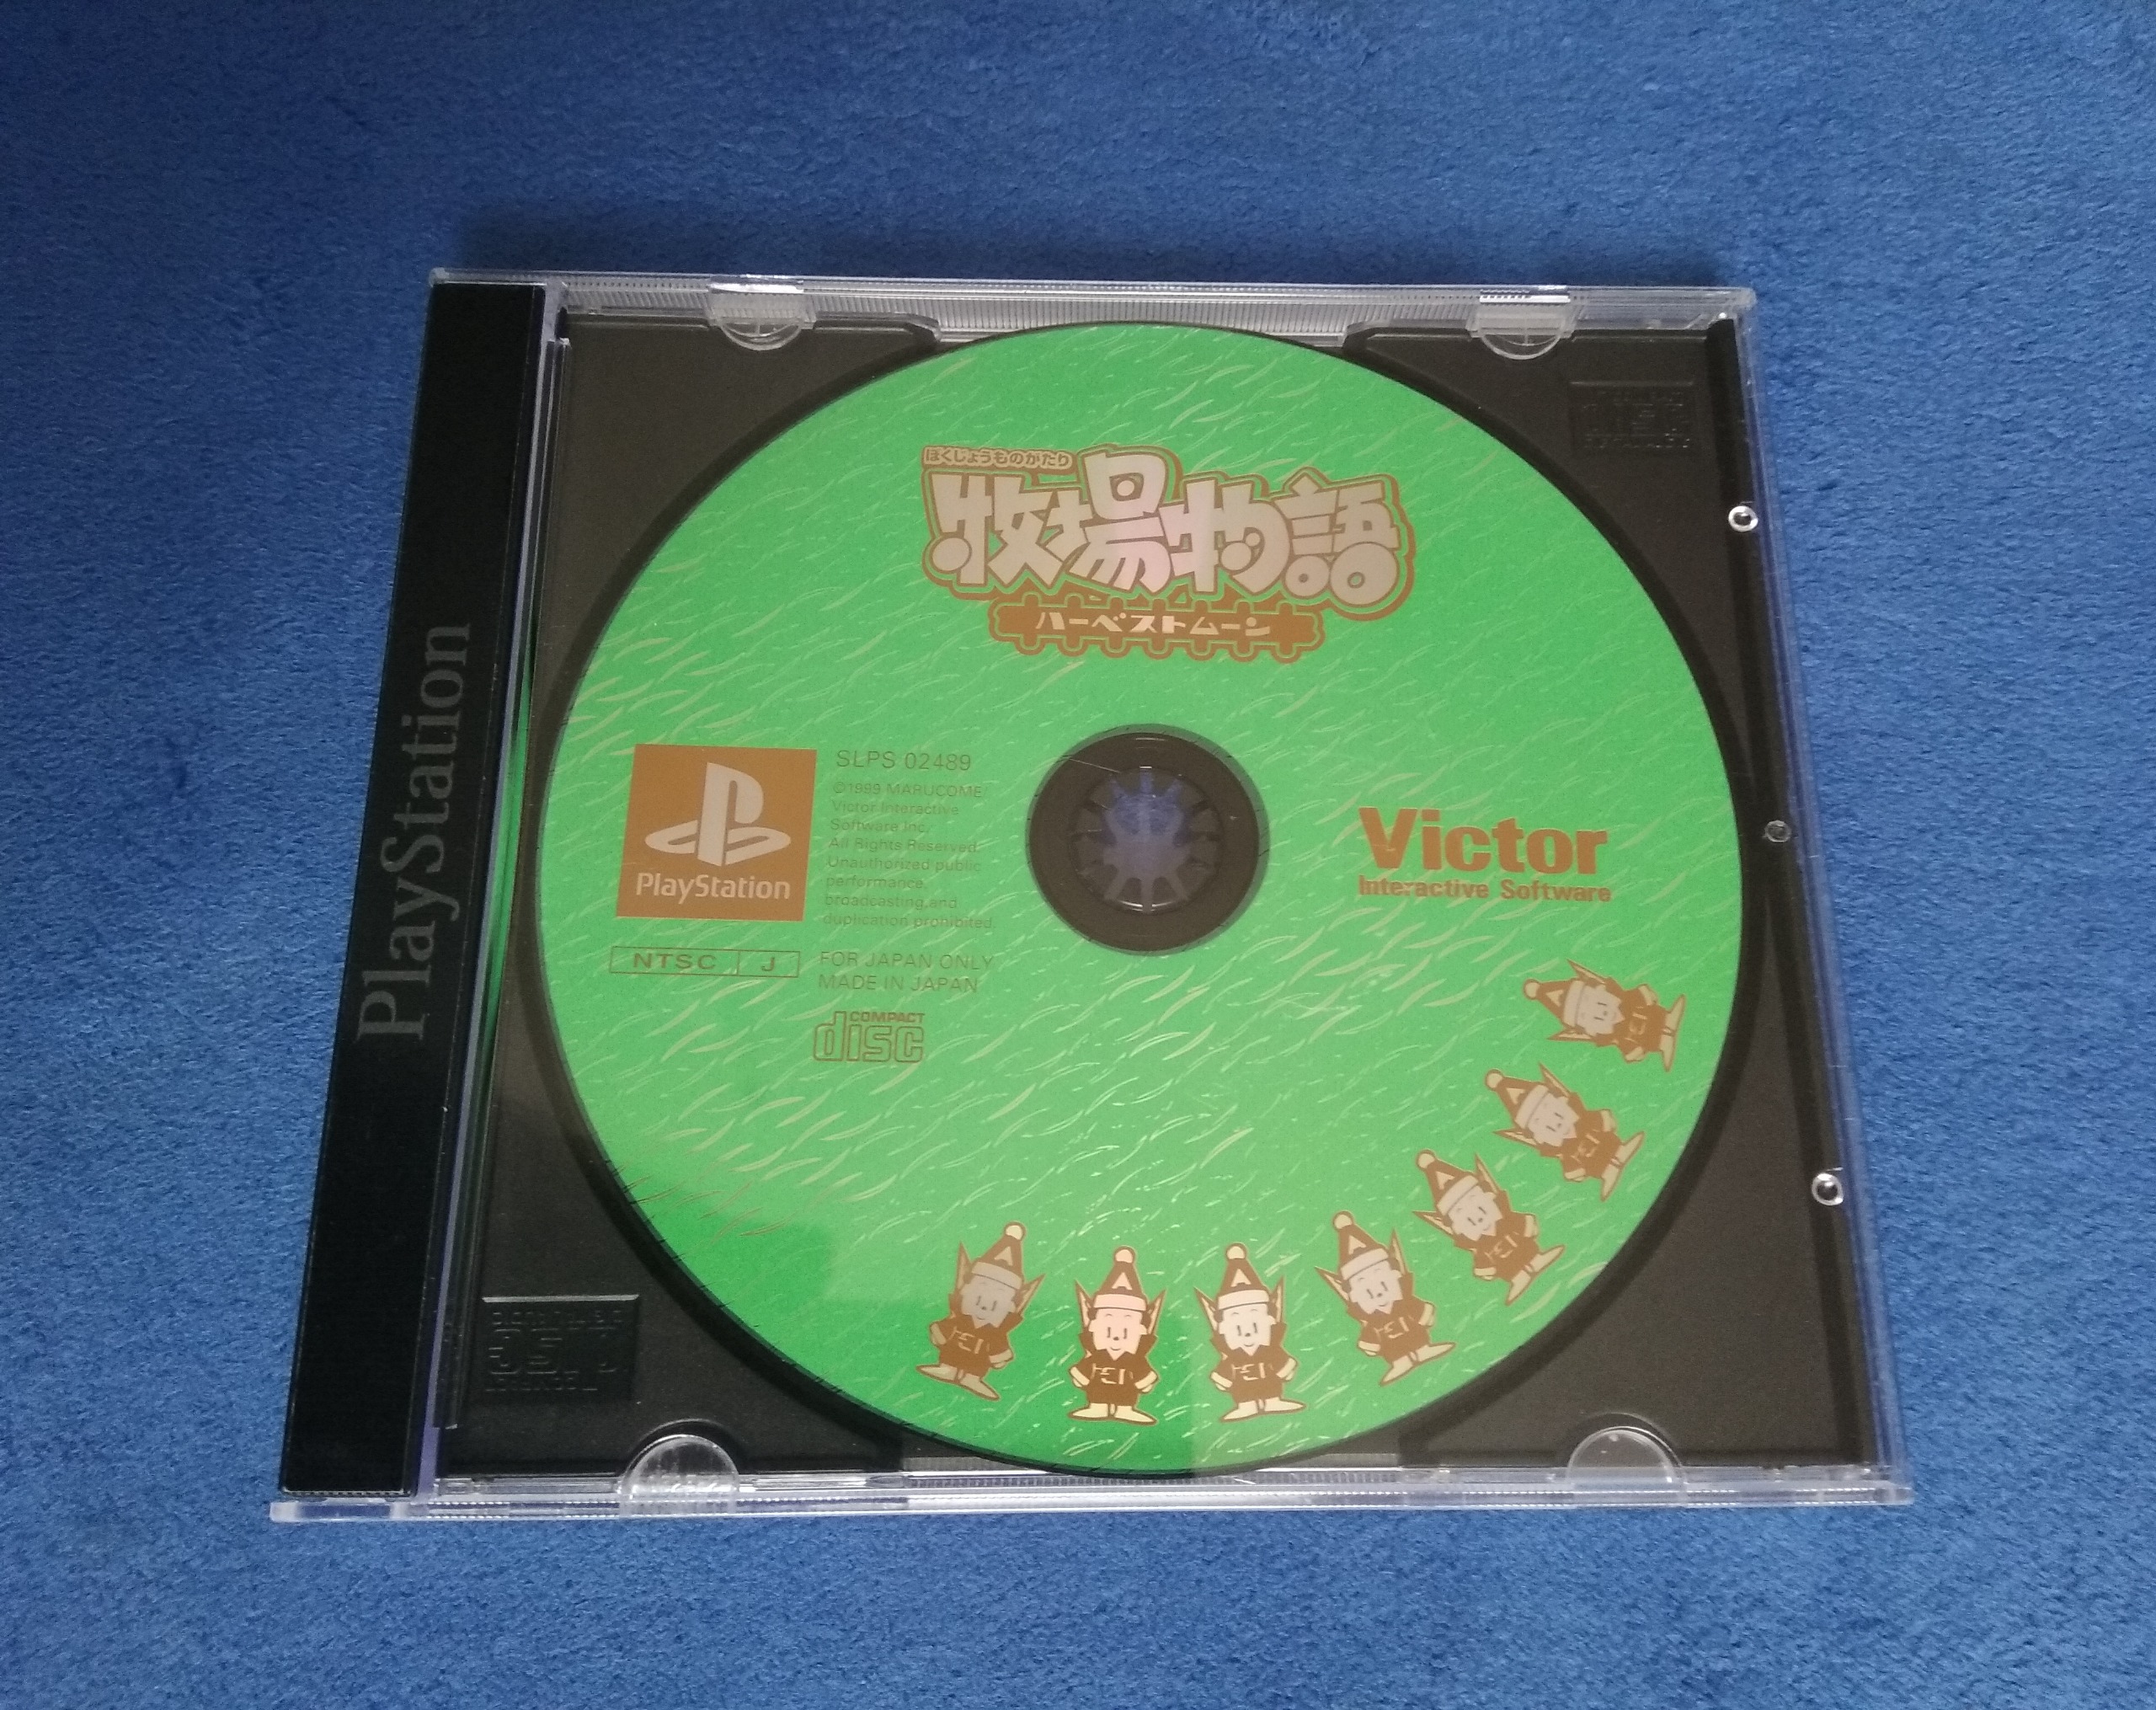 PlayStation
ぼくじょうものがたり
牧場物語
ハーベストムーン
PlayStation
SLPS 02489
©1999 MARUCOME/
Victor Interactive
Software Inc.
All Rights Reserved.
Unauthorized public
performance,
broadcasting,and
duplication prohibited.
NTSC J
FOR JAPAN ONLY
MADE IN JAPAN
COMPACT
disc
Victor
Interactive Software